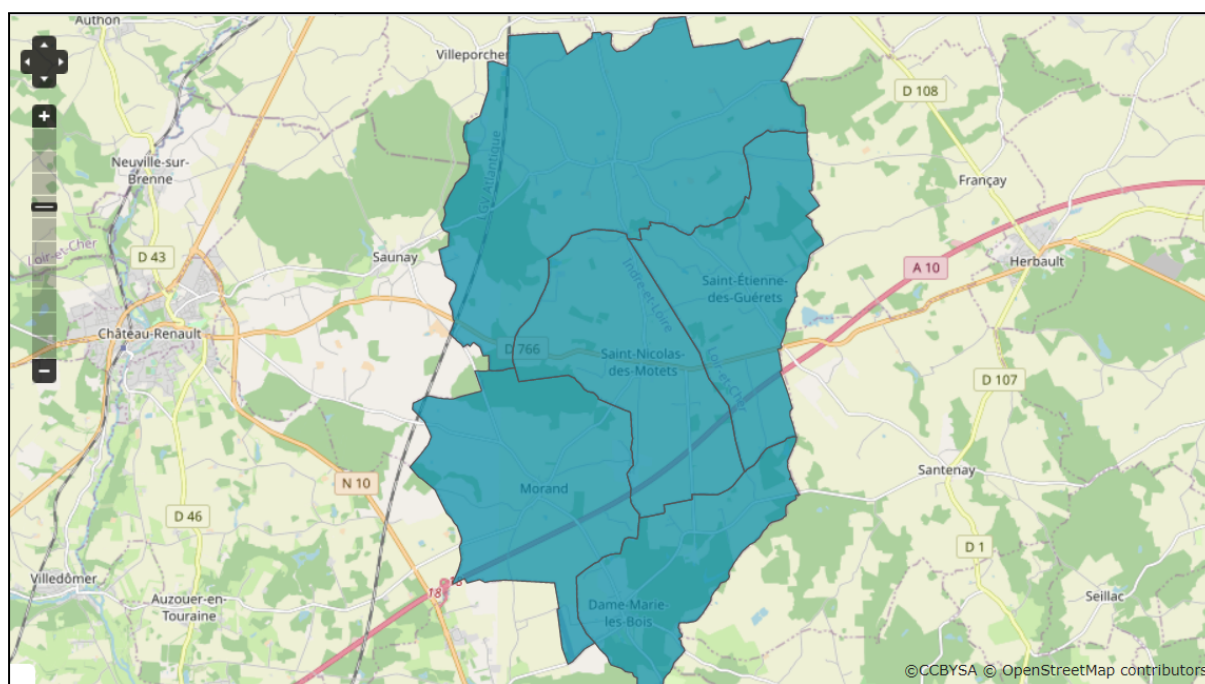 Authon
Villeporcher
D 108
Neuville-sur-
Brenne
LGV Atlantique
Françay
Loir-et-Cher
D 43
Saunay
Indre-et-Loire
Saint-Étienne-
des-Guérets
A 10
Herbault
Château-Renault
D 766
Saint-Nicolas-
des-Motets
Loir-et-Cher
D 107
Morand
Santenay
N 10
D 46
D 1
Villedômer
18
18
Auzouer-en-
Touraine
Dame-Marie-
les-Bois
Seillac
©CCBYSA © OpenStreetMap contributors